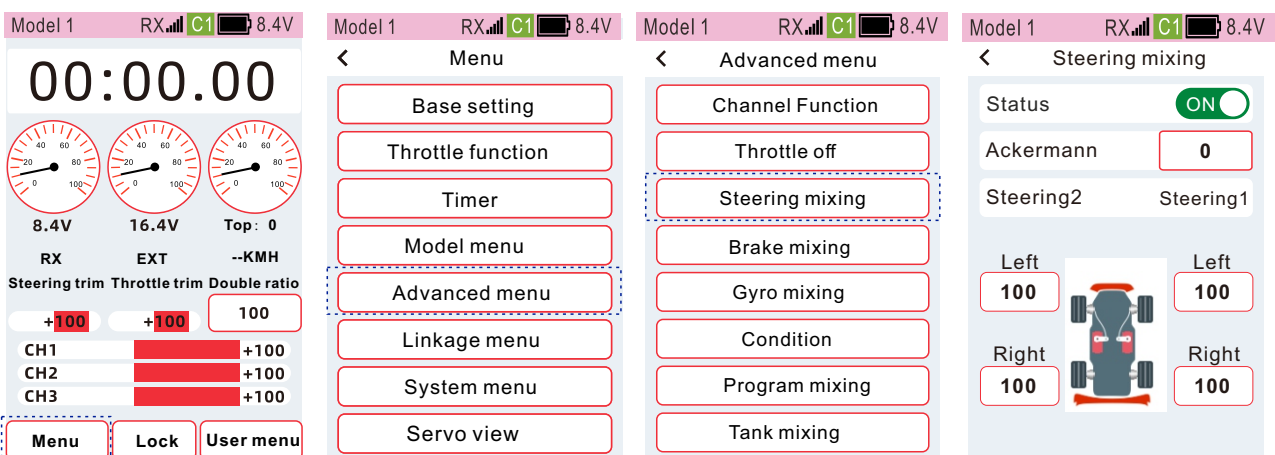 Model 1 RX C1 8.4V
00:00.00
40 60
20 80
0 100
40 60
20 80
0 100
40 60
20 80
0 100
8.4V 16.4V Top: 0
RX EXT --KMH
Steering trim Throttle trim Double ratio
+100 +100 100
CH1 +100
CH2 +100
CH3 +100
Menu Lock User menu
Model 1 RX C1 8.4V
< Menu
Base setting
Throttle function
Timer
Model menu
Advanced menu
Linkage menu
System menu
Servo view
Model 1 RX C1 8.4V
< Advanced menu
Channel Function
Throttle off
Steering mixing
Brake mixing
Gyro mixing
Condition
Program mixing
Tank mixing
Model 1 RX C1 8.4V
< Steering mixing
Status ON
Ackermann 0
Steering2 Steering1
Left Left
100 100
Right Right
100 100